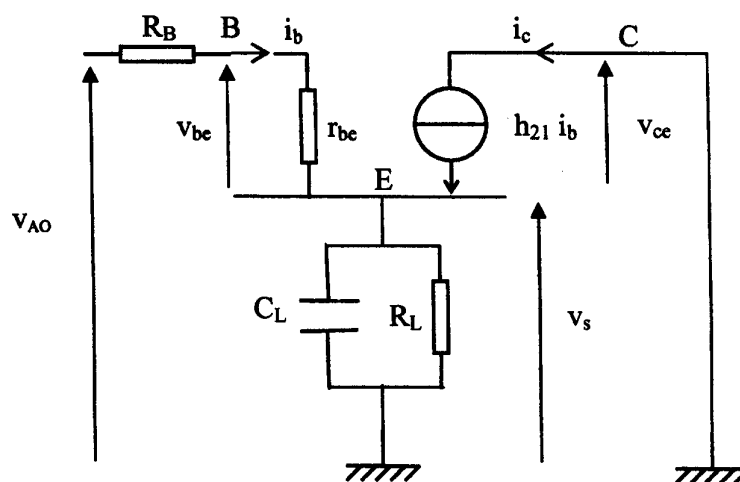 R_B B i_b i_c C
v_be r_be h_21 i_b v_ce
E
v_AO
C_L R_L v_s